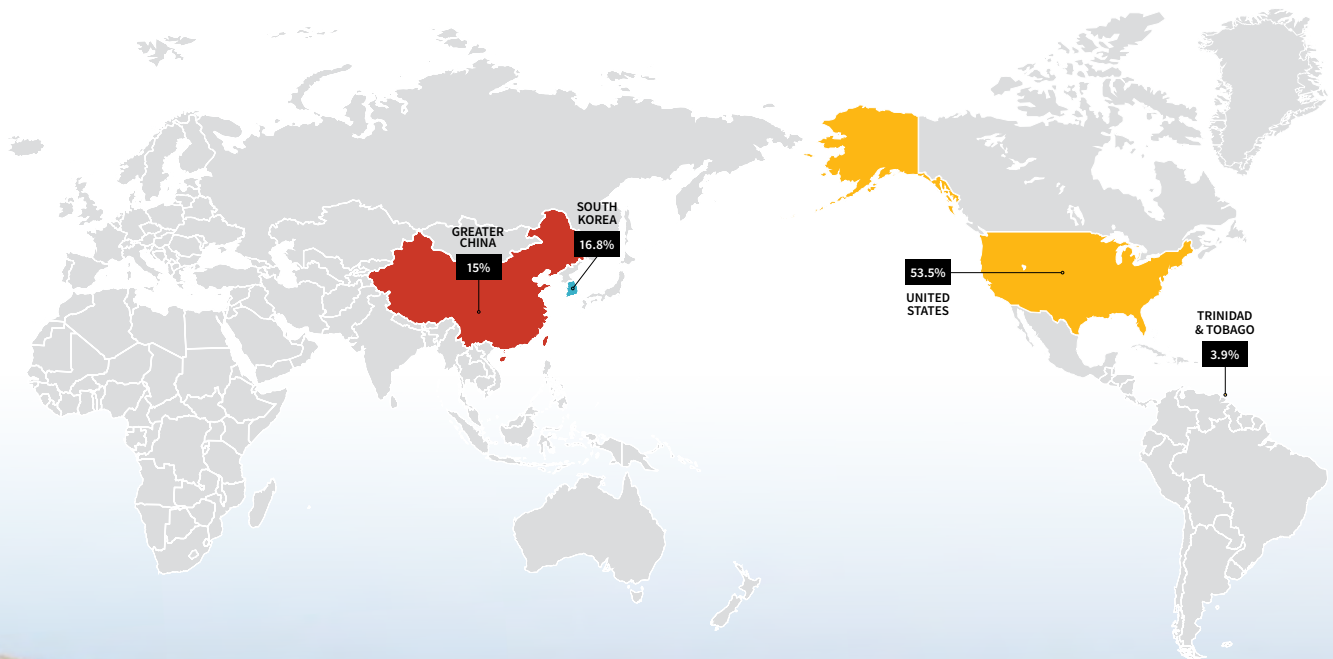 GREATER
CHINA
15%
SOUTH
KOREA
16.8%
53.5%
UNITED
STATES
TRINIDAD
& TOBAGO
3.9%